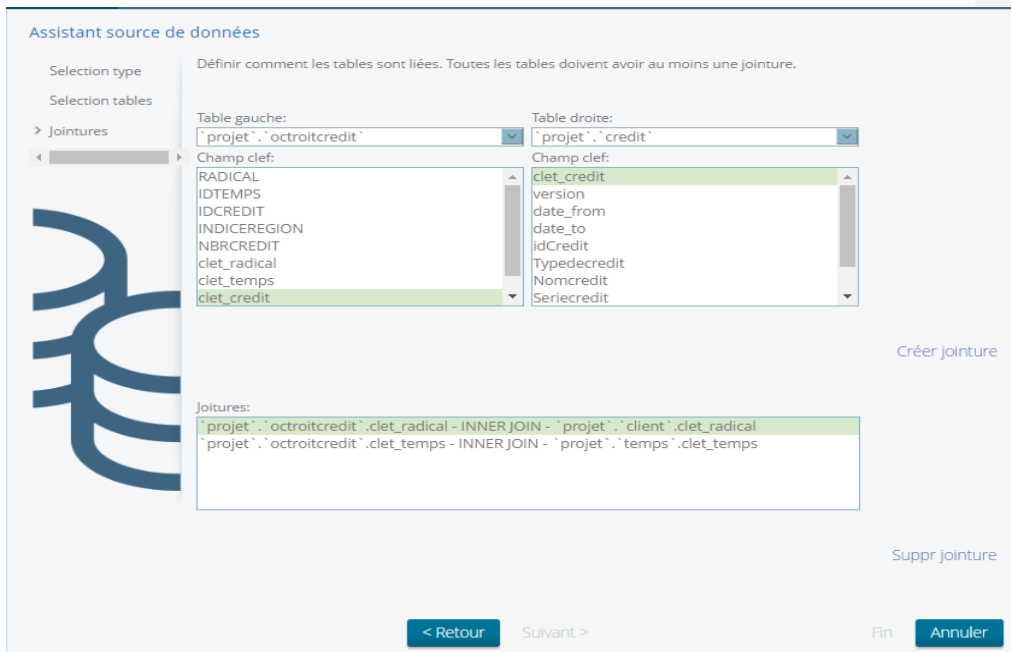 Assistant source de données
Selection type
Selection tables
> Jointures
Définir comment les tables sont liées. Toutes les tables doivent avoir au moins une jointure.
Table gauche:
`projet`.`octroitcredit`
Champ clef:
RADICAL
IDTEMPS
IDCREDIT
INDICEREGION
NBRCREDIT
clet_radical
clet_temps
clet_credit
Table droite:
`projet`.`credit`
Champ clef:
clet_credit
version
date_from
date_to
idCredit
Typedecredit
Nomcredit
Seriecredit
Créer jointure
Joitures:
`projet`.`octroitcredit`.clet_radical - INNER JOIN - `projet`.`client`.clet_radical
`projet`.`octroitcredit`.clet_temps - INNER JOIN - `projet`.`temps`.clet_temps
Suppr jointure
< Retour
Suivant >
Fin
Annuler